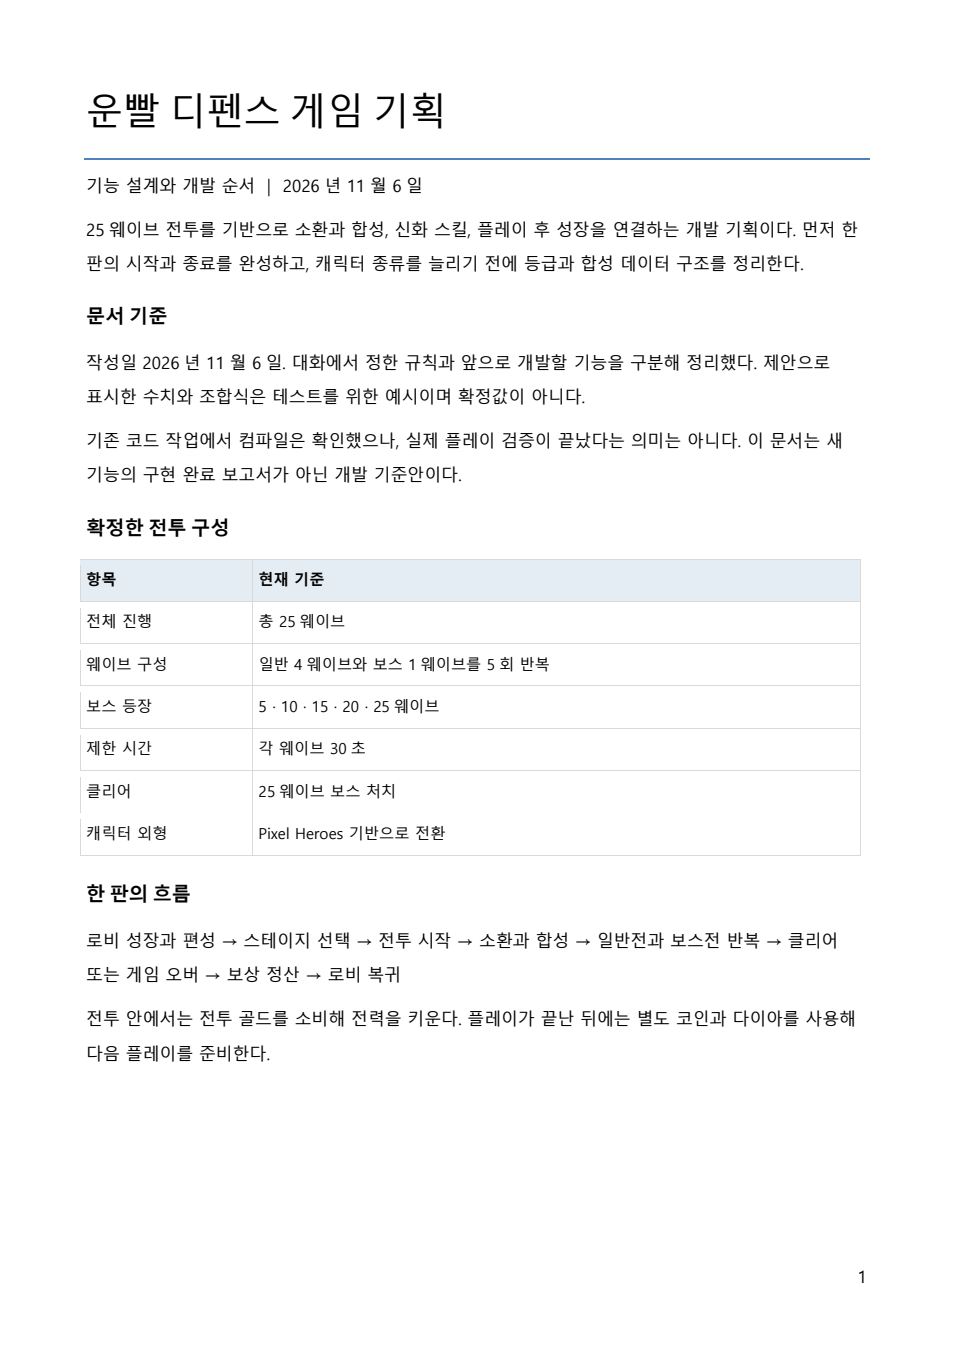 운빨 디펜스 게임 기획
기능 설계와 개발 순서 | 2026 년 11 월 6 일
25 웨이브 전투를 기반으로 소환과 합성, 신화 스킬, 플레이 후 성장을 연결하는 개발 기획이다. 먼저 한
판의 시작과 종료를 완성하고, 캐릭터 종류를 늘리기 전에 등급과 합성 데이터 구조를 정리한다.
문서 기준
작성일 2026 년 11 월 6 일. 대화에서 정한 규칙과 앞으로 개발할 기능을 구분해 정리했다. 제안으로
표시한 수치와 조합식은 테스트를 위한 예시이며 확정값이 아니다.
기존 코드 작업에서 컴파일은 확인했으나, 실제 플레이 검증이 끝났다는 의미는 아니다. 이 문서는 새
기능의 구현 완료 보고서가 아닌 개발 기준안이다.
확정한 전투 구성
항목 현재 기준
전체 진행 총 25 웨이브
웨이브 구성 일반 4 웨이브와 보스 1 웨이브를 5 회 반복
보스 등장 5 · 10 · 15 · 20 · 25 웨이브
제한 시간 각 웨이브 30 초
클리어 25 웨이브 보스 처치
캐릭터 외형 Pixel Heroes 기반으로 전환
한 판의 흐름
로비 성장과 편성 → 스테이지 선택 → 전투 시작 → 소환과 합성 → 일반전과 보스전 반복 → 클리어
또는 게임 오버 → 보상 정산 → 로비 복귀
전투 안에서는 전투 골드를 소비해 전력을 키운다. 플레이가 끝난 뒤에는 별도 코인과 다이아를 사용해
다음 플레이를 준비한다.
1